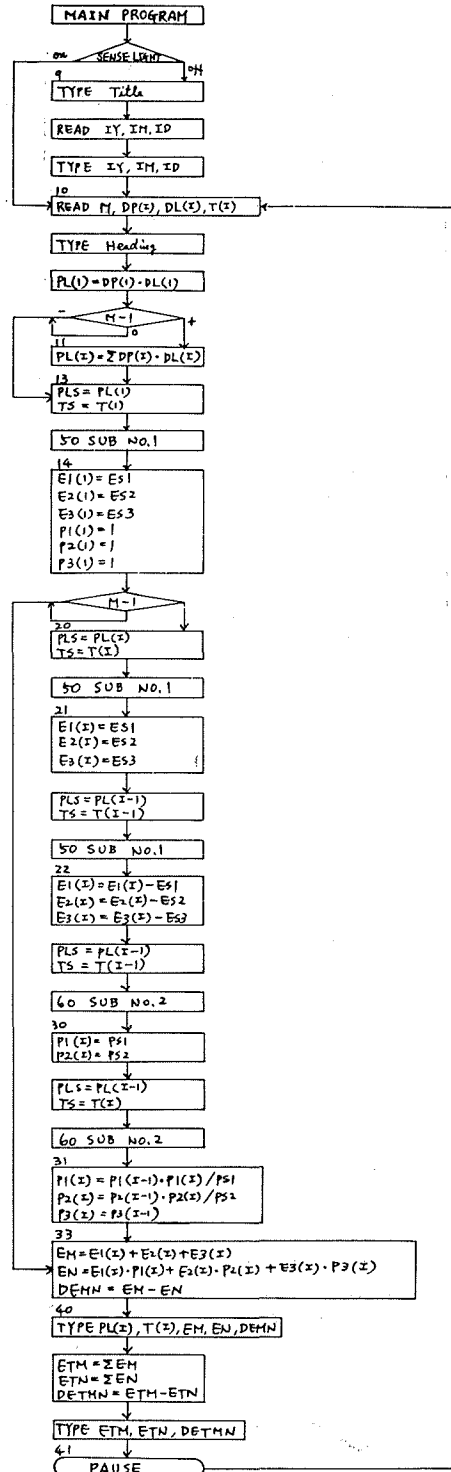 MAIN PROGRAM
SENSE LIGHT
on
off
9
TYPE Title
READ IY, IM, ID
TYPE IY, IM, ID
10
READ M, DP(I), DL(I), T(I)
TYPE Heading
PL(1)=DP(1)·DL(1)
M-1
-
0
+
11
PL(I)=ΣDP(I)·DL(I)
13
PLS=PL(1)
TS=T(1)
50 SUB NO.1
14
E1(1)=ES1
E2(1)=ES2
E3(1)=ES3
P1(1)=1
P2(1)=1
P3(1)=1
M-1
20
PLS=PL(I)
TS=T(I)
50 SUB NO.1
21
E1(I)=ES1
E2(I)=ES2
E3(I)=ES3
PLS=PL(I-1)
TS=T(I-1)
50 SUB NO.1
22
E1(I)=E1(I)-ES1
E2(I)=E2(I)-ES2
E3(I)=E3(I)-ES3
PLS=PL(I-1)
TS=T(I-1)
60 SUB NO.2
30
P1(I)=PS1
P2(I)=PS2
PLS=PL(I-1)
TS=T(I)
60 SUB NO.2
31
P1(I)=P1(I-1)·P1(I)/PS1
P2(I)=P2(I-1)·P2(I)/PS2
P3(I)=P3(I-1)
33
EM=E1(I)+E2(I)+E3(I)
EN=E1(I)·P1(I)+E2(I)·P2(I)+E3(I)·P3(I)
DEMN=EM-EN
40
TYPE PL(I), T(I), EM, EN, DEMN
ETM=ΣEM
ETN=ΣEN
DETMN=ETM-ETN
TYPE ETM, ETN, DETMN
41
PAUSE